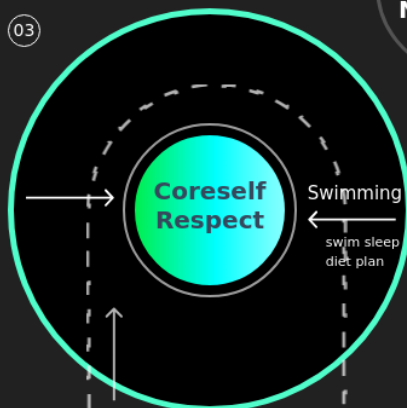 03
Coreself
Respect
Swimming
swim sleep
diet plan